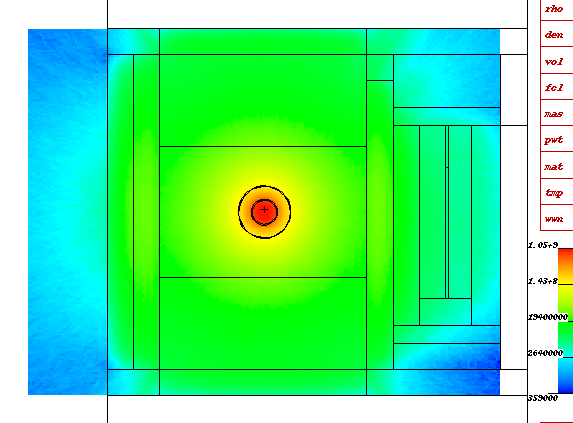 rho
den
vol
fcl
mas
pwt
mat
tmp
wwn
1.05+9
1.43+8
19400000
2640000
359000